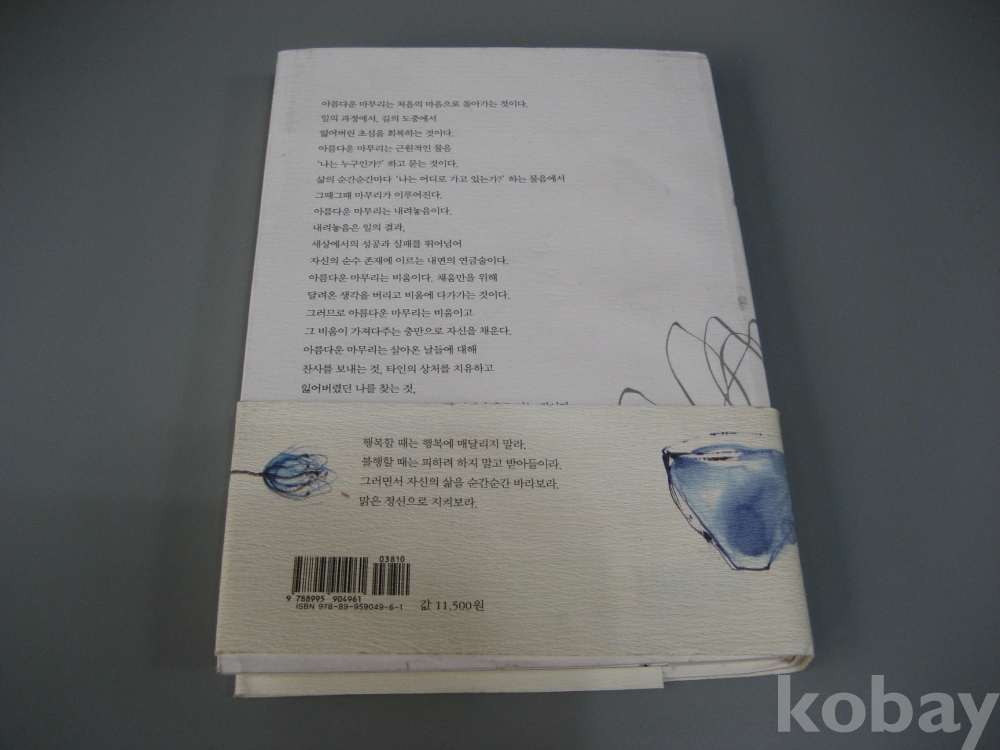 아름다운 마무리는 처음의 마음으로 돌아가는 것이다.
일의 과정에서, 길의 도중에서
잃어버린 초심을 회복하는 것이다.
아름다운 마무리는 근원적인 물음
'나는 누구인가?' 하고 묻는 것이다.
삶의 순간순간마다 '나는 어디로 가고 있는가?' 하는 물음에서
그때그때 마무리가 이루어진다.
아름다운 마무리는 내려놓음이다.
내려놓음은 일의 결과,
세상에서의 성공과 실패를 뛰어넘어
자신의 순수 존재에 이르는 내면의 연금술이다.
아름다운 마무리는 비움이다. 채움만을 위해
달려온 생각을 버리고 비움에 다가가는 것이다.
그러므로 아름다운 마무리는 비움이고
그 비움이 가져다주는 충만으로 자신을 채운다.
아름다운 마무리는 살아온 날들에 대해
찬사를 보내는 것, 타인의 상처를 치유하고
잃어버렸던 나를 찾는 것,
행복할 때는 행복에 매달리지 말라.
불행할 때는 피하려 하지 말고 받아들이라.
그러면서 자신의 삶을 순간순간 바라보라.
맑은 정신으로 지켜보라.
03810
9 788995 904961
ISBN 978-89-959049-6-1
값 11,500원
kobay